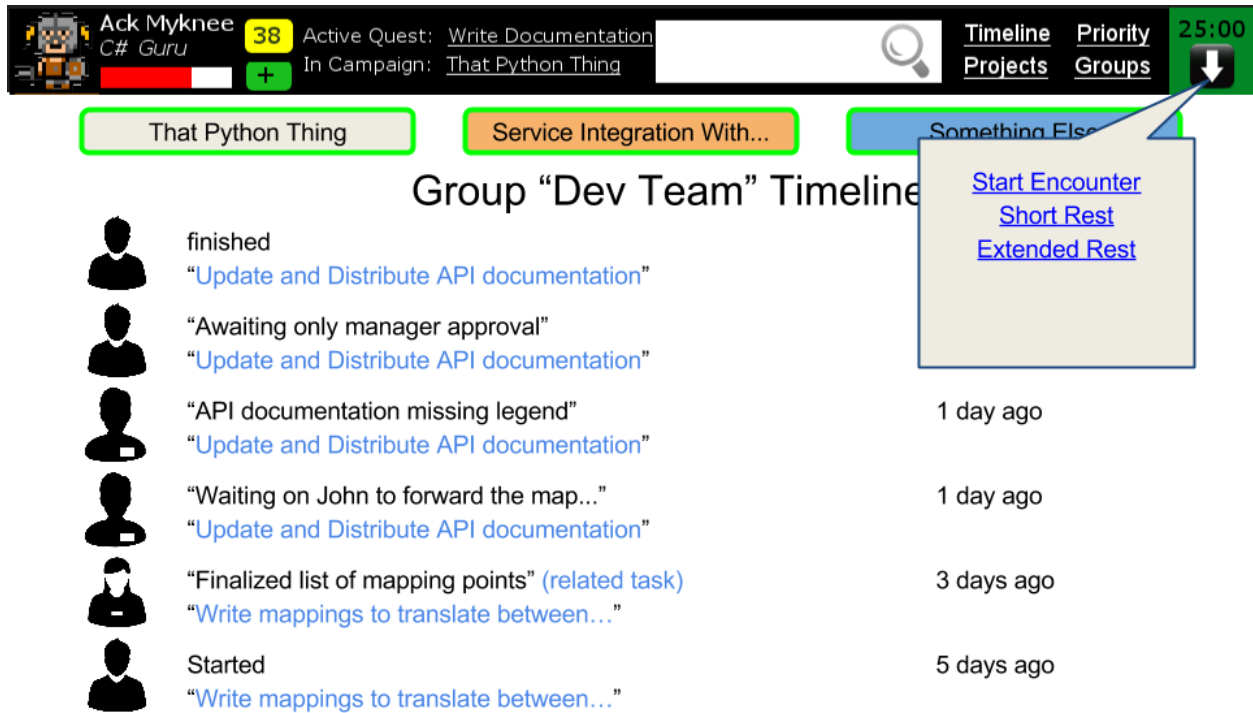 Ack Myknee
C# Guru
38
+
Active Quest: Write Documentation
In Campaign: That Python Thing
Timeline Priority
Projects Groups
25:00
That Python Thing
Service Integration With...
Something Else
Start Encounter
Short Rest
Extended Rest
Group “Dev Team” Timeline
finished
“Update and Distribute API documentation”
“Awaiting only manager approval”
“Update and Distribute API documentation”
“API documentation missing legend” 1 day ago
“Update and Distribute API documentation”
“Waiting on John to forward the map...” 1 day ago
“Update and Distribute API documentation”
“Finalized list of mapping points” (related task) 3 days ago
“Write mappings to translate between…”
Started 5 days ago
“Write mappings to translate between…”